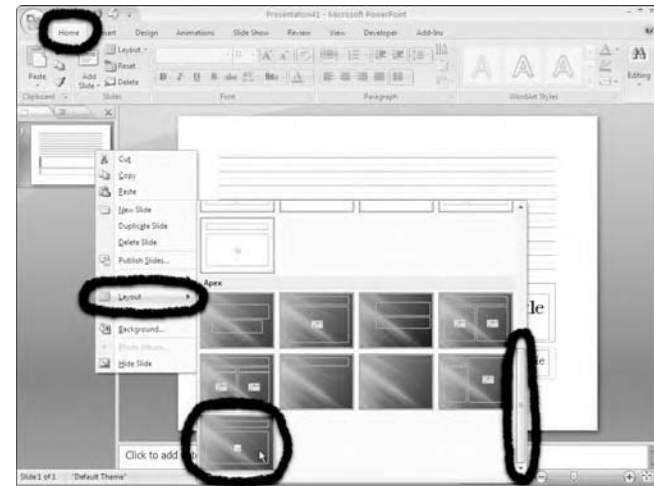 Presentation41 - Microsoft PowerPoint
Home Insert Design Animations Slide Show Review View Developer Add-Ins
Layout
Reset
Delete
Paste Add Slide Editing
Clipboard Slides Font Paragraph WordArt Styles
Cut
Copy
Paste
New Slide
Duplicate Slide
Delete Slide
Publish Slides...
Apex
Layout
Background...
Photo Album...
Hide Slide
Click to add
Slide 1 of 1 "Default Theme"